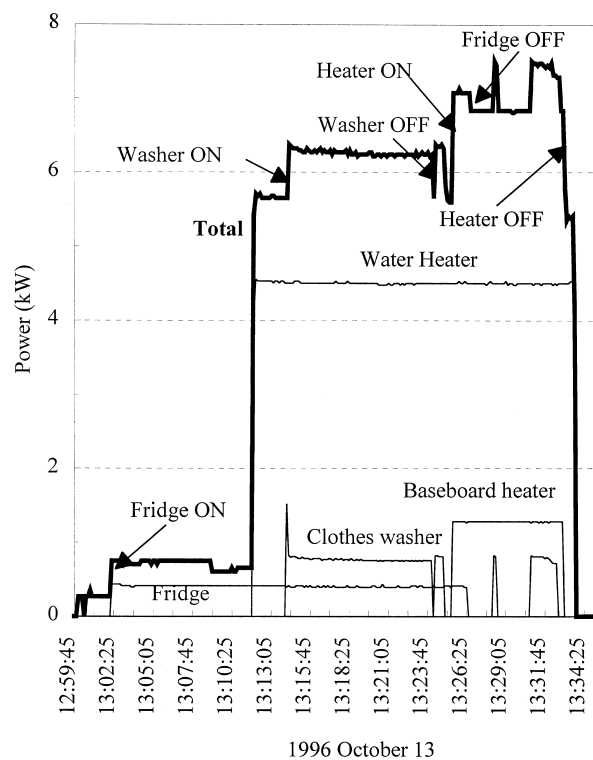 8
Fridge OFF
Heater ON
Washer OFF
Washer ON
6
Heater OFF
Total
Water Heater
Power (kW)
4
2
Baseboard heater
Fridge ON
Clothes washer
Fridge
0
12:59:45
13:02:25
13:05:05
13:07:45
13:10:25
13:13:05
13:15:45
13:18:25
13:21:05
13:23:45
13:26:25
13:29:05
13:31:45
13:34:25
1996 October 13